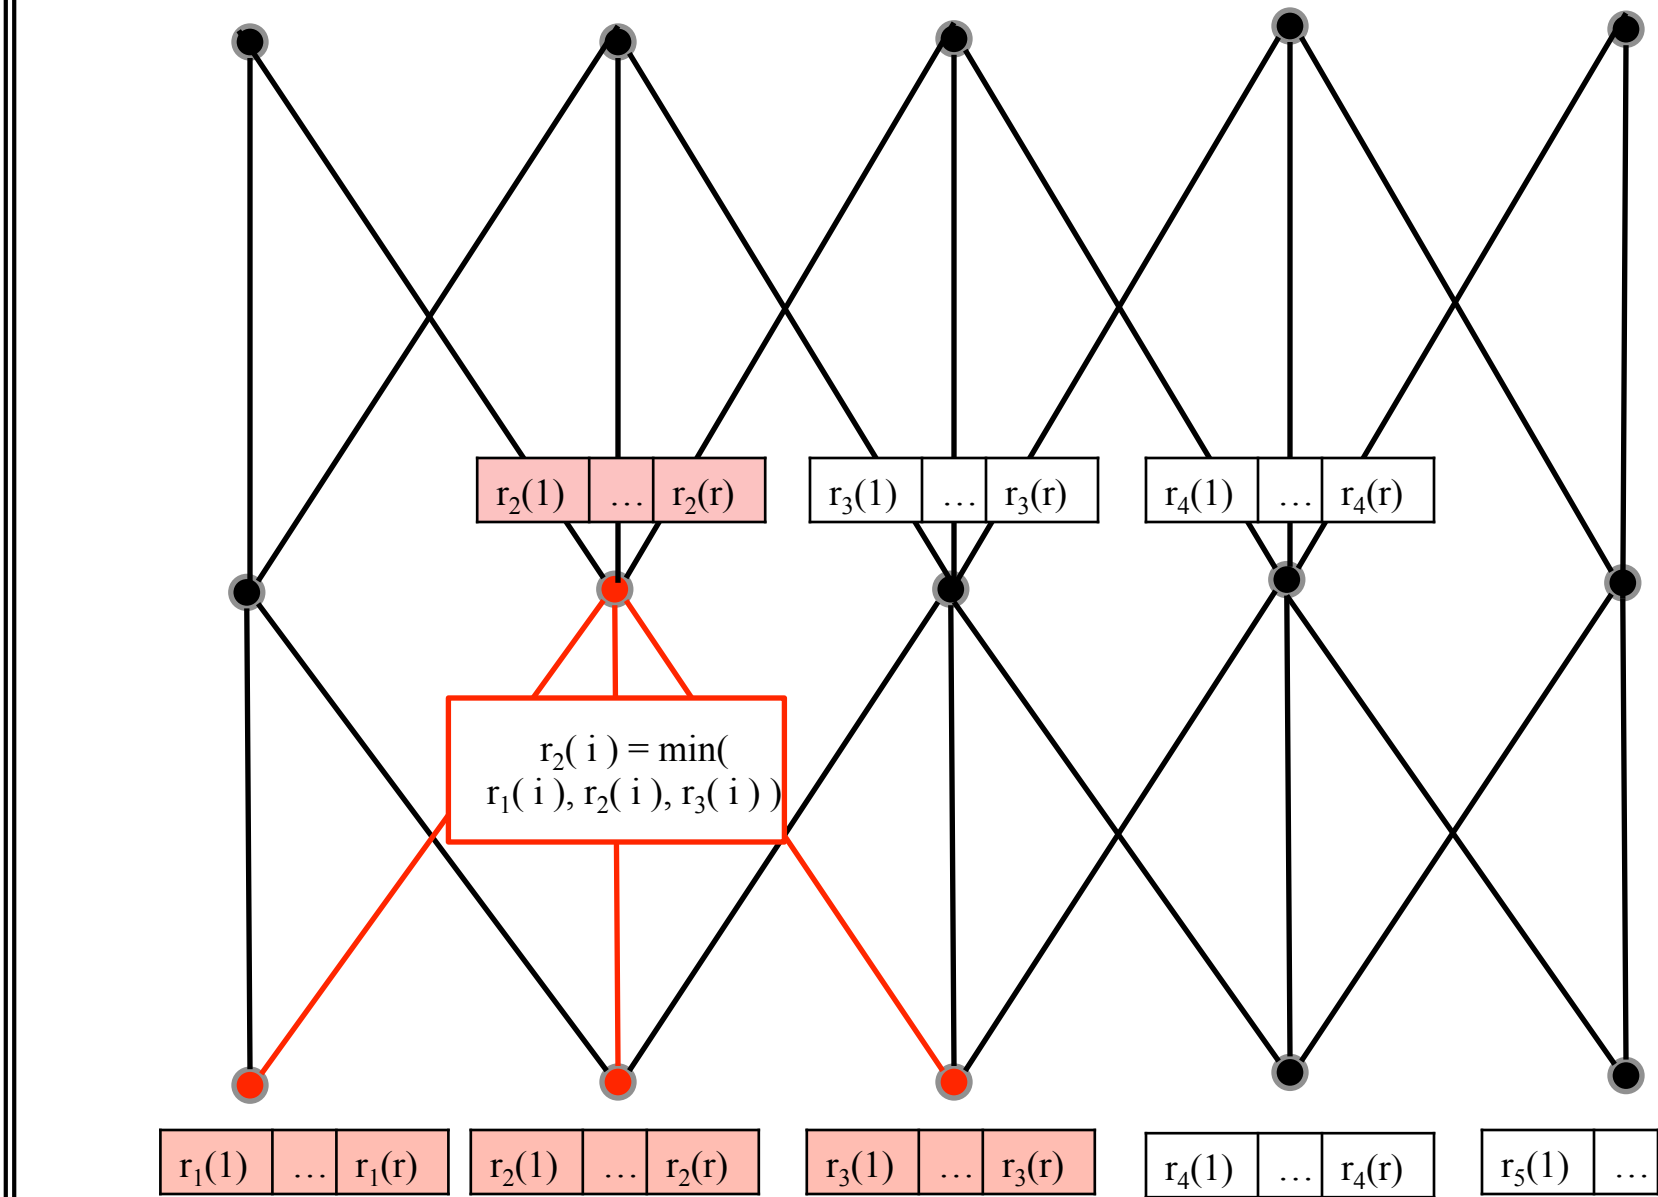 r₂(1) … r₂(r) r₃(1) … r₃(r) r₄(1) … r₄(r)
r₂( i ) = min(
r₁( i ), r₂( i ), r₃( i ) )
r₁(1) … r₁(r) r₂(1) … r₂(r) r₃(1) … r₃(r) r₄(1) … r₄(r) r₅(1) …